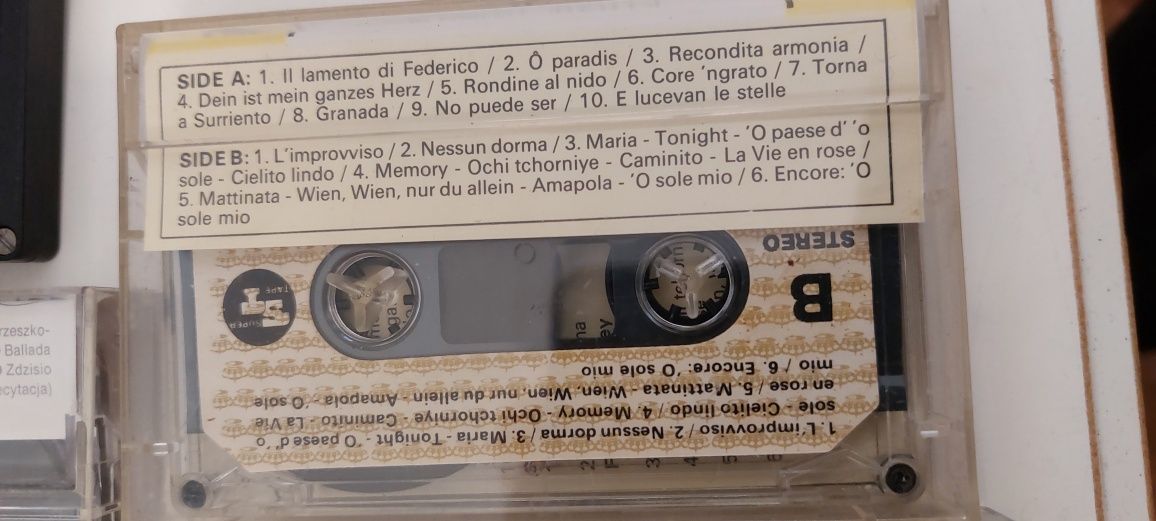 SIDE A: 1. Il lamento di Federico / 2. Ô paradis / 3. Recondita armonia /
4. Dein ist mein ganzes Herz / 5. Rondine al nido / 6. Core 'ngrato / 7. Torna
a Surriento / 8. Granada / 9. No puede ser / 10. E lucevan le stelle
SIDE B: 1. L'improvviso / 2. Nessun dorma / 3. Maria - Tonight - 'O paese d' 'o
sole - Cielito lindo / 4. Memory - Ochi tchorniye - Caminito - La Vie en rose /
5. Mattinata - Wien, Wien, nur du allein - Amapola - 'O sole mio / 6. Encore: 'O
sole mio
STEREO
B
SUPER
TAPE
rzeszko-
Ballada
Zdzisio
ecytacja)
1. L'improvviso / 2. Nessun dorma / 3. Maria - Tonight - 'O paese d' 'o
sole - Cielito lindo / 4. Memory - Ochi tchorniye - Caminito - La Vie
en rose / 5. Mattinata - Wien, Wien, nur du allein - Amapola - 'O sole
mio / 6. Encore: 'O sole mio